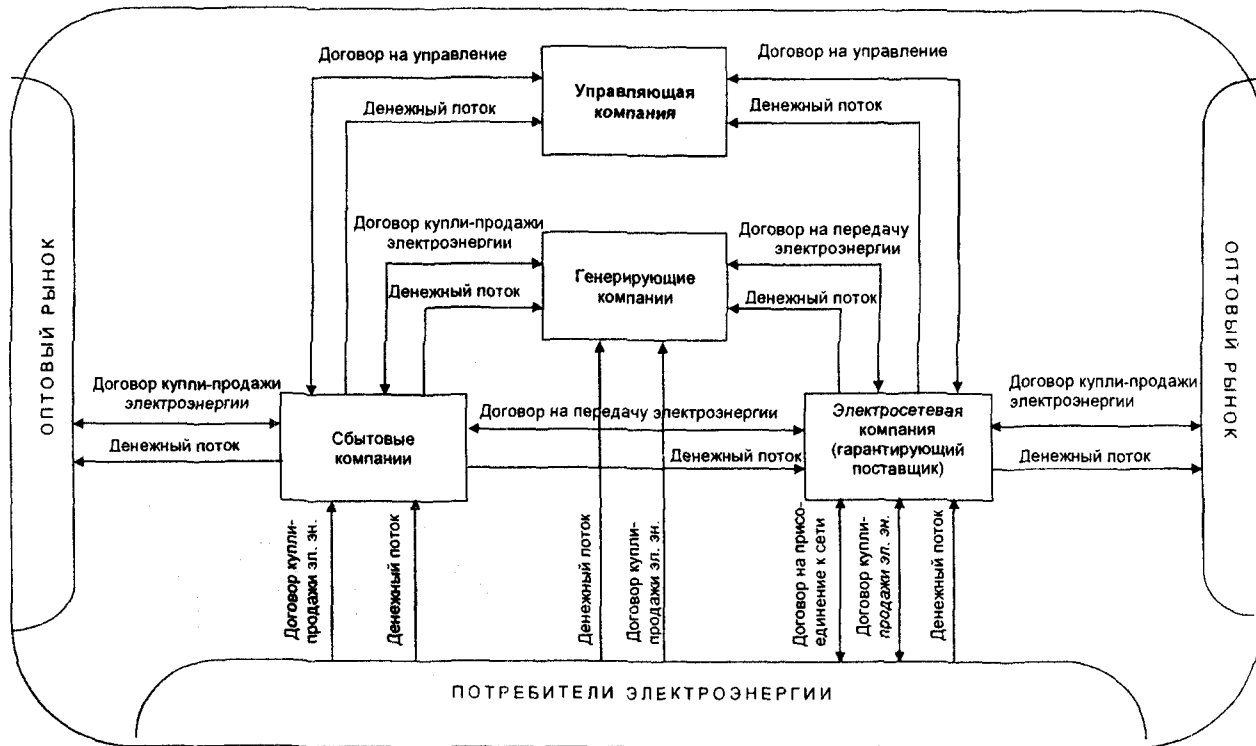 Договор на управление
Договор на управление
Управляющая
компания
Денежный поток
Денежный поток
Договор купли-продажи
электроэнергии
Договор на передачу
электроэнергии
Генерирующие
компании
Денежный поток
Денежный поток
ОПТОВЫЙ РЫНОК
ОПТОВЫЙ РЫНОК
Договор купли-продажи
электроэнергии
Денежный поток
Сбытовые
компании
Договор на передачу электроэнергии
Денежный поток
Электросетевая
компания
(гарантирующий
поставщик)
Договор купли-продажи
электроэнергии
Денежный поток
Договор купли-
продажи эл. эн.
Денежный поток
Денежный поток
Договор купли-
продажи эл. эн.
Договор на присо-
единение к сети
Договор купли-
продажи эл. эн.
Денежный поток
ПОТРЕБИТЕЛИ ЭЛЕКТРОЭНЕРГИИ